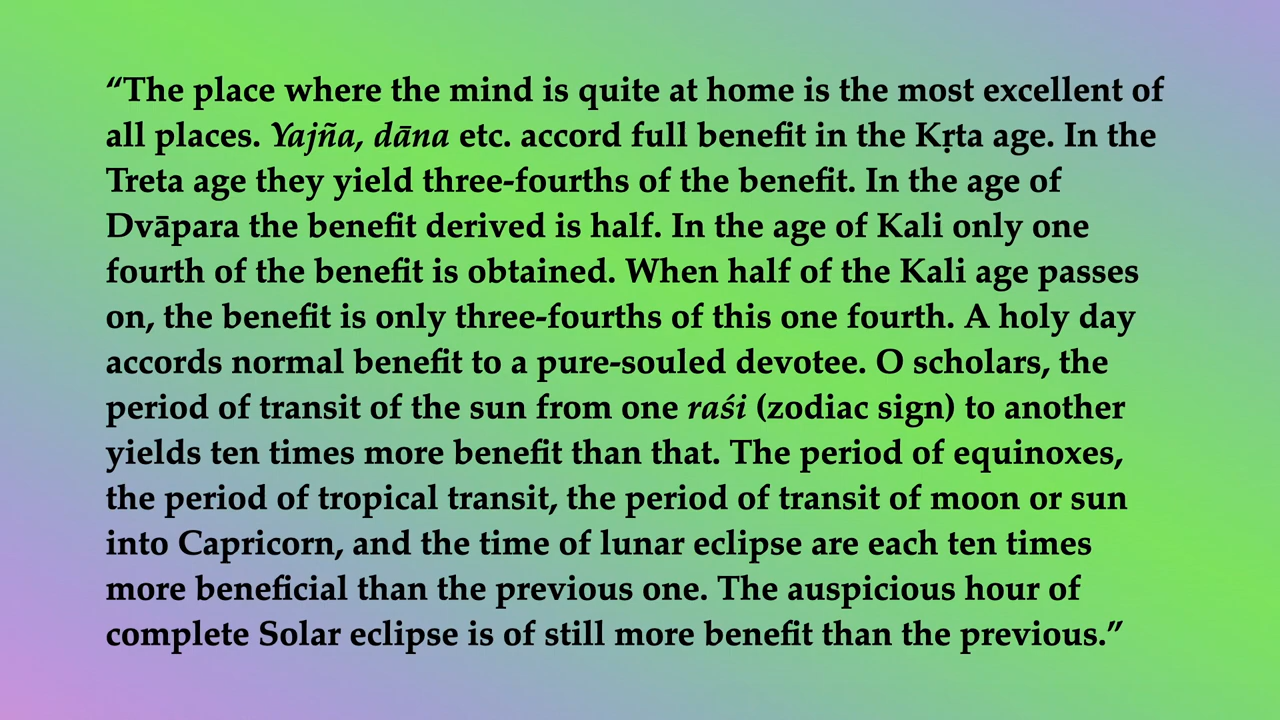 “The place where the mind is quite at home is the most excellent of
all places. Yajña, dāna etc. accord full benefit in the Kṛta age. In the
Treta age they yield three-fourths of the benefit. In the age of
Dvāpara the benefit derived is half. In the age of Kali only one
fourth of the benefit is obtained. When half of the Kali age passes
on, the benefit is only three-fourths of this one fourth. A holy day
accords normal benefit to a pure-souled devotee. O scholars, the
period of transit of the sun from one raśi (zodiac sign) to another
yields ten times more benefit than that. The period of equinoxes,
the period of tropical transit, the period of transit of moon or sun
into Capricorn, and the time of lunar eclipse are each ten times
more beneficial than the previous one. The auspicious hour of
complete Solar eclipse is of still more benefit than the previous.”